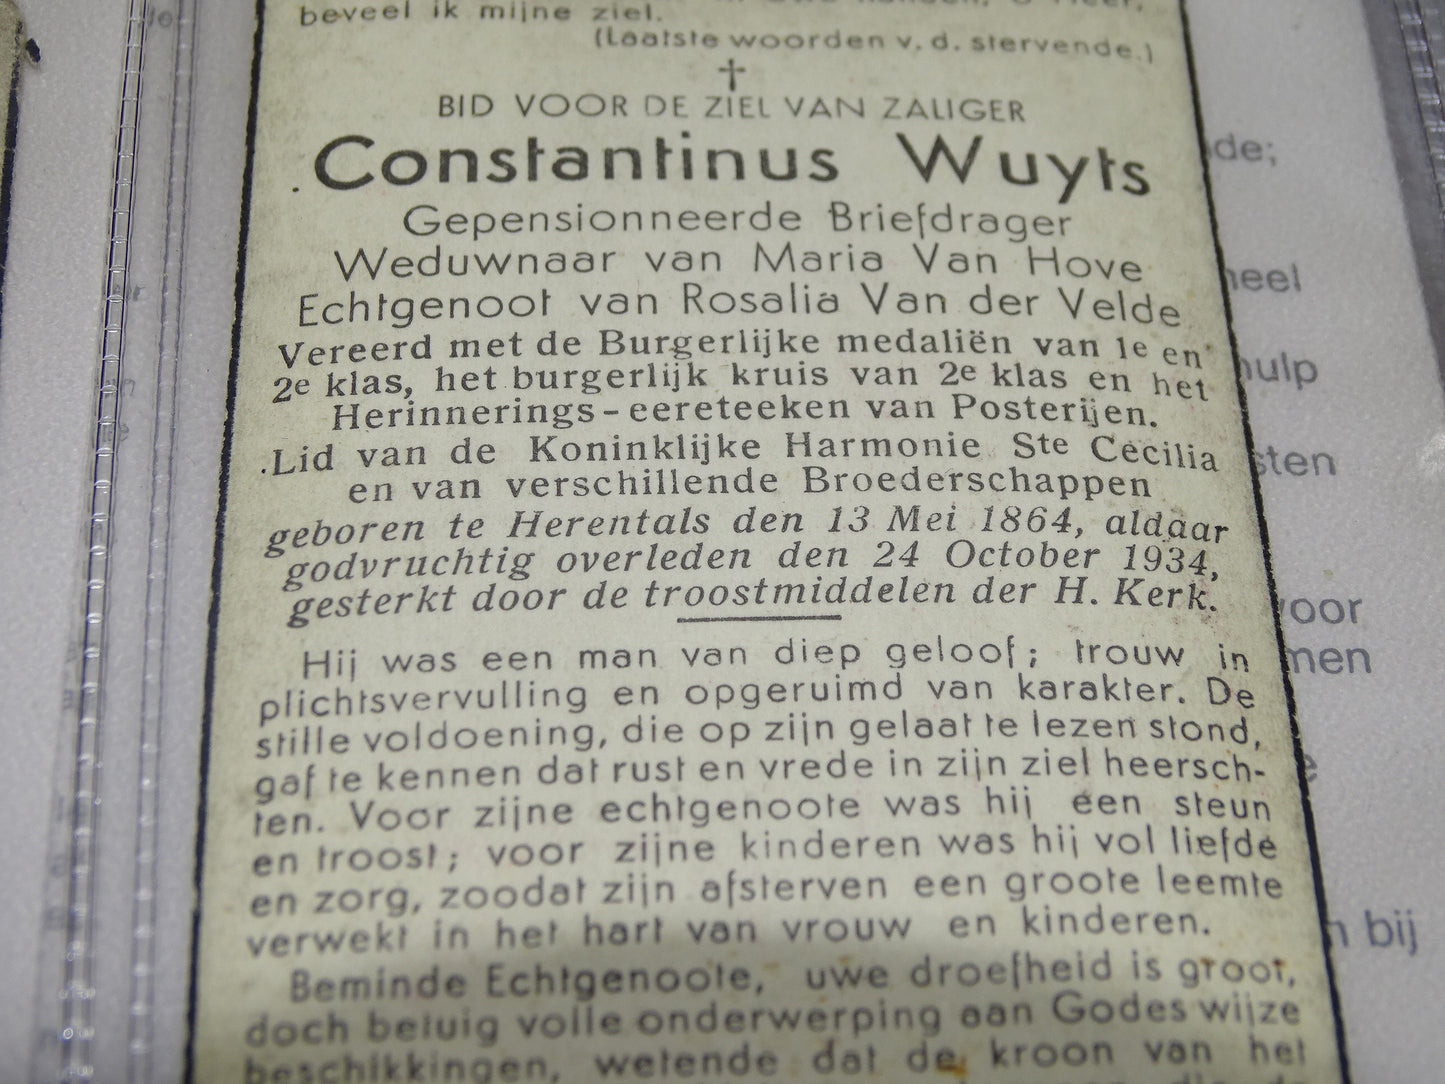 beveel ik mijne ziel.
(Laatste woorden v. d. stervende.)
BID VOOR DE ZIEL VAN ZALIGER
Constantinus Wuyts
Gepensionneerde Briefdrager
Weduwnaar van Maria Van Hove
Echtgenoot van Rosalia Van der Velde
Vereerd met de Burgerlijke medaliën van 1e en
2e klas, het burgerlijk kruis van 2e klas en het
Herinnerings-eereteeken van Posterijen.
Lid van de Koninklijke Harmonie Ste Cecilia
en van verschillende Broederschappen
geboren te Herentals den 13 Mei 1864, aldaar
godvruchtig overleden den 24 October 1934,
gesterkt door de troostmiddelen der H. Kerk.
Hij was een man van diep geloof; trouw in
plichtsvervulling en opgeruimd van karakter. De
stille voldoening, die op zijn gelaat te lezen stond,
gaf te kennen dat rust en vrede in zijn ziel heersch-
ten. Voor zijne echtgenoote was hij een steun
en troost; voor zijne kinderen was hij vol liefde
en zorg, zoodat zijn afsterven een groote leemte
verwekt in het hart van vrouw en kinderen.
Beminde Echtgenoote, uwe droefheid is groot,
doch betuig volle onderwerping aan Godes wijze
beschikkingen, wetende dat de kroon van het
de;
heel
hulp
sten
voor
men
n bij